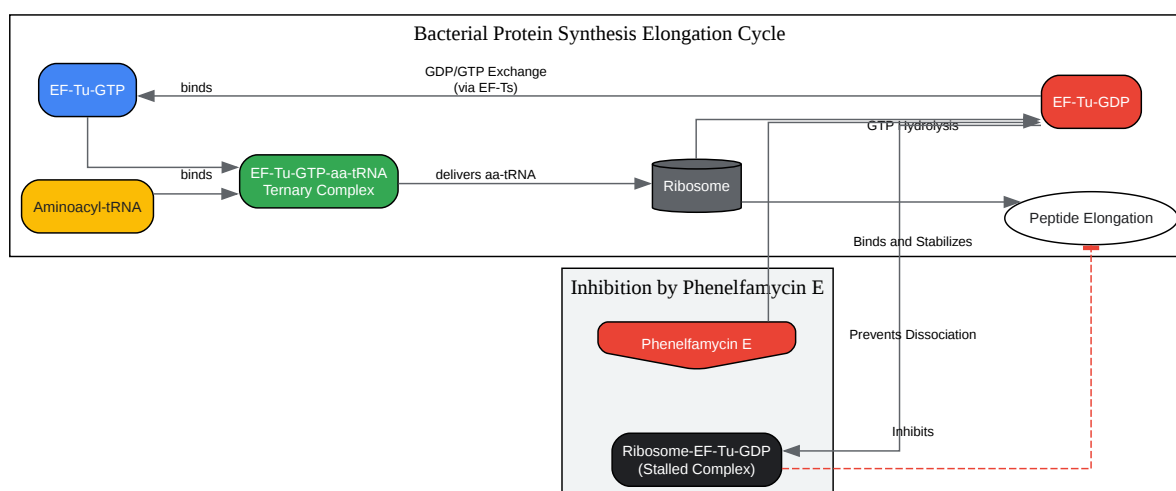 Bacterial Protein Synthesis Elongation Cycle
EF-Tu-GTP
binds
GDP/GTP Exchange
(via EF-Ts)
EF-Tu-GDP
GTP Hydrolysis
Aminoacyl-tRNA
binds
EF-Tu-GTP-aa-tRNA
Ternary Complex
delivers aa-tRNA
Ribosome
Peptide Elongation
Binds and Stabilizes
Inhibition by Phenelfamycin E
Phenelfamycin E
Prevents Dissociation
Inhibits
Ribosome-EF-Tu-GDP
(Stalled Complex)